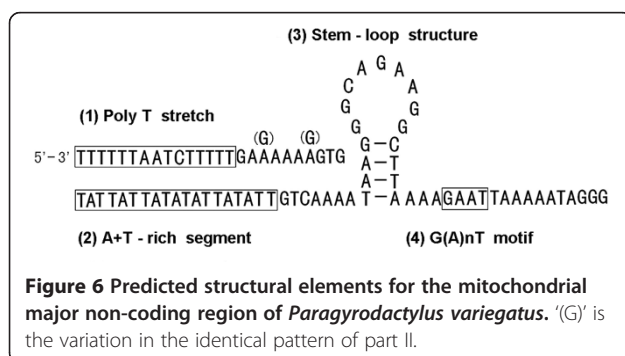 (3) Stem - loop structure
G
A A
C A
G G
(1) Poly T stretch
G G
(G) (G)
G – C
5'-3' TTTTTTAATCTTTTTGAAAAAAGTG A – T
A – T
TATTATTATATATTATATTGTCAAAA T – A AAAGAATTAAAAATAGGG
(2) A+T - rich segment (4) G(A)nT motif
Figure 6 Predicted structural elements for the mitochondrial
major non-coding region of Paragyrodactylus variegatus. '(G)' is
the variation in the identical pattern of part II.